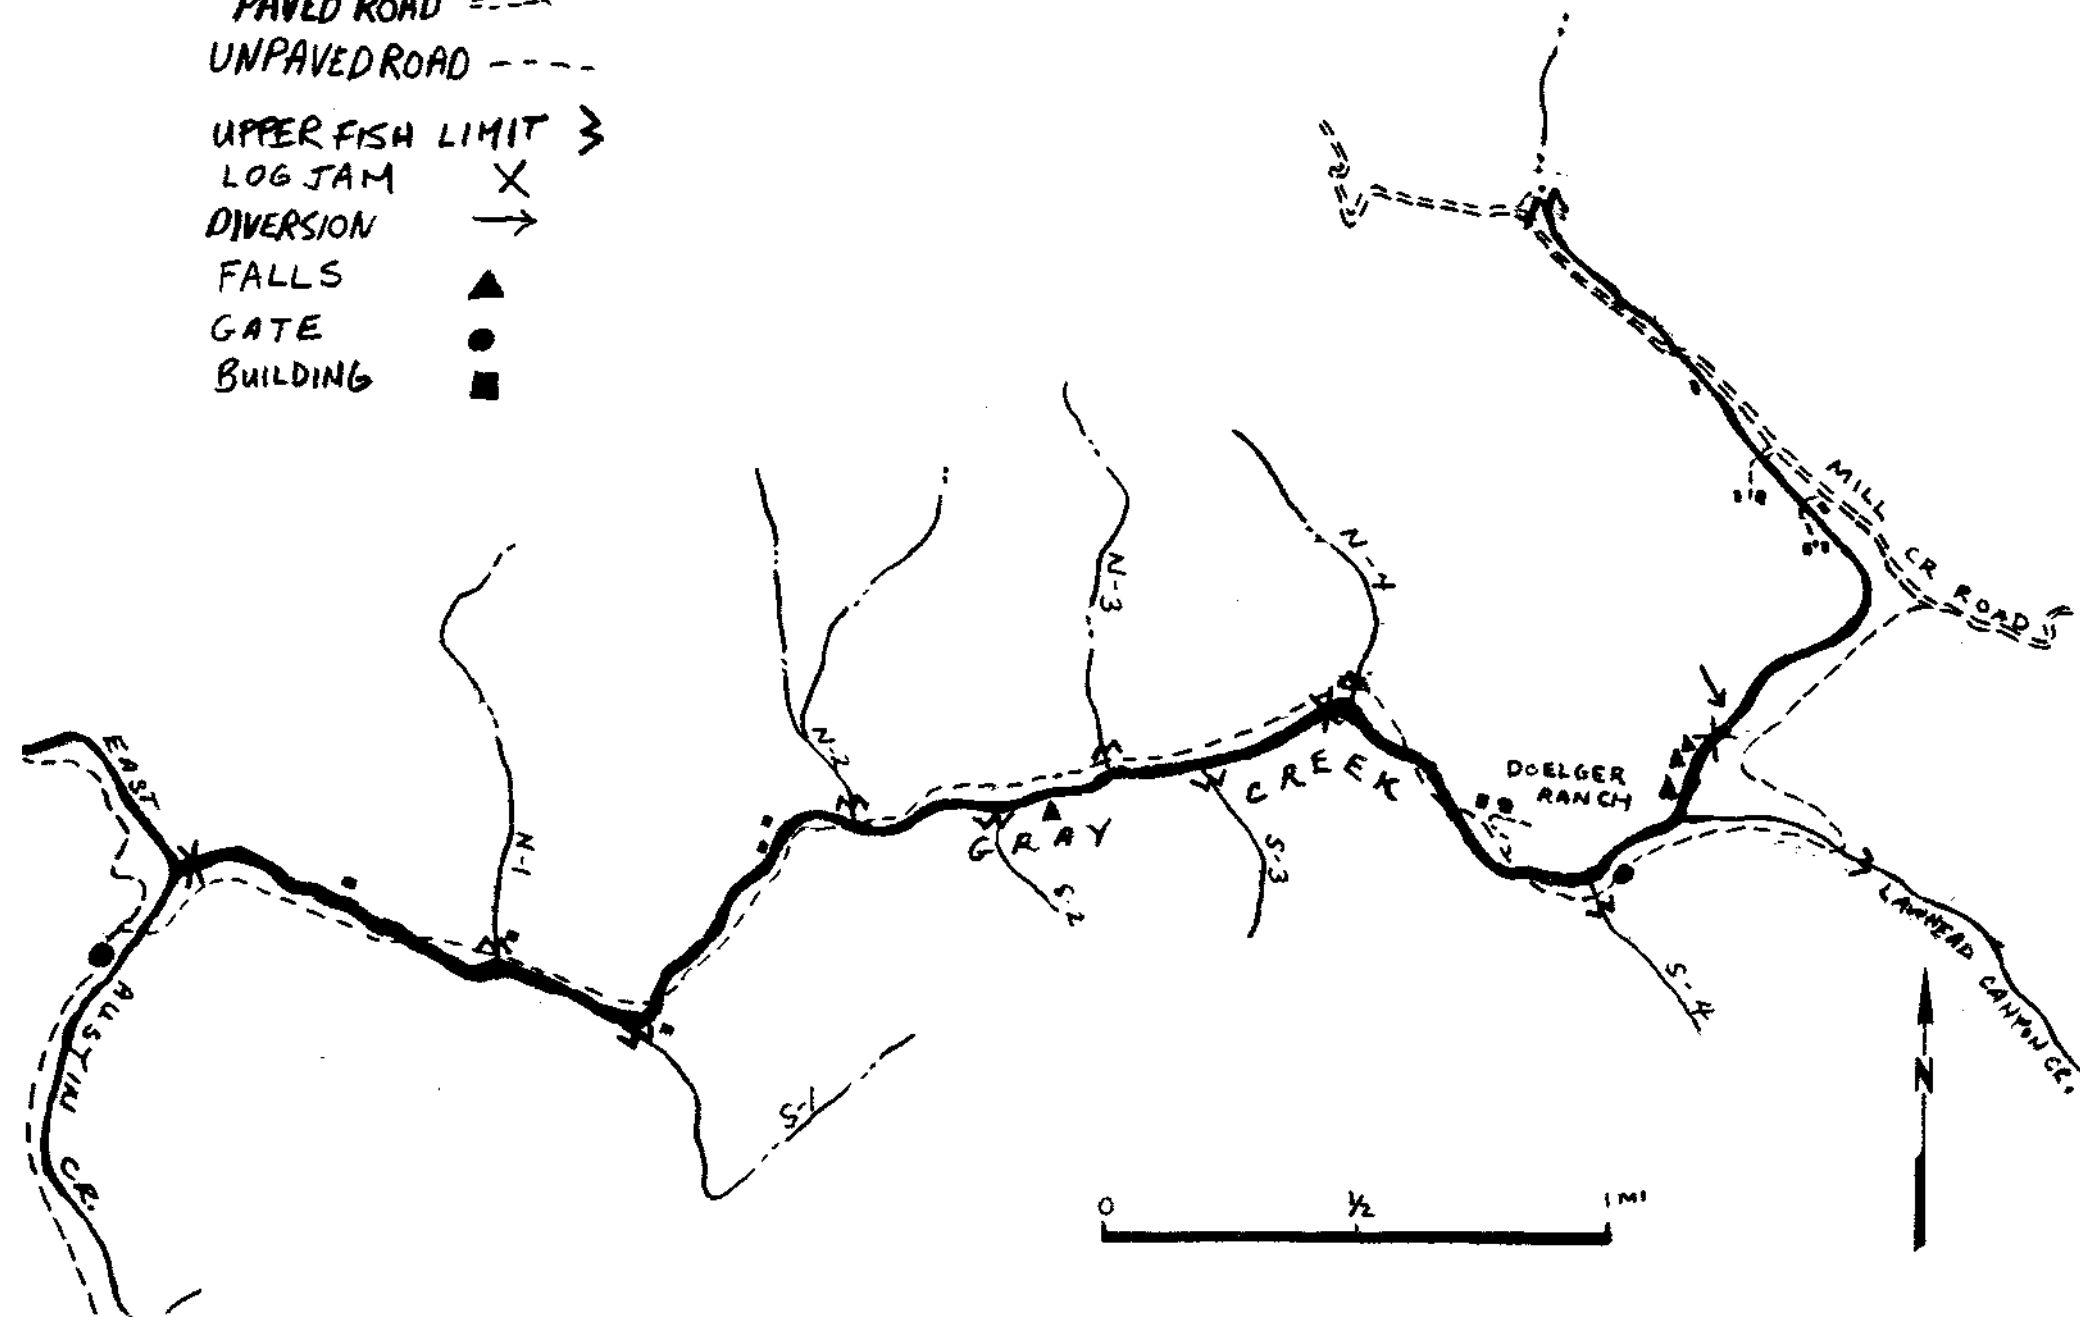 PAVED ROAD
UNPAVED ROAD
UPPER FISH LIMIT
LOG JAM
DIVERSION
FALLS
GATE
BUILDING
MILL
CR ROAD
N-4
N-3
N-2
N-1
EAST
AUSTIN CR.
GRAY
CREEK
DOELGER
RANCH
S-3
S-2
S-4
S-1
LAWHEAD CANYON CR.
N
0 ½ 1 MI